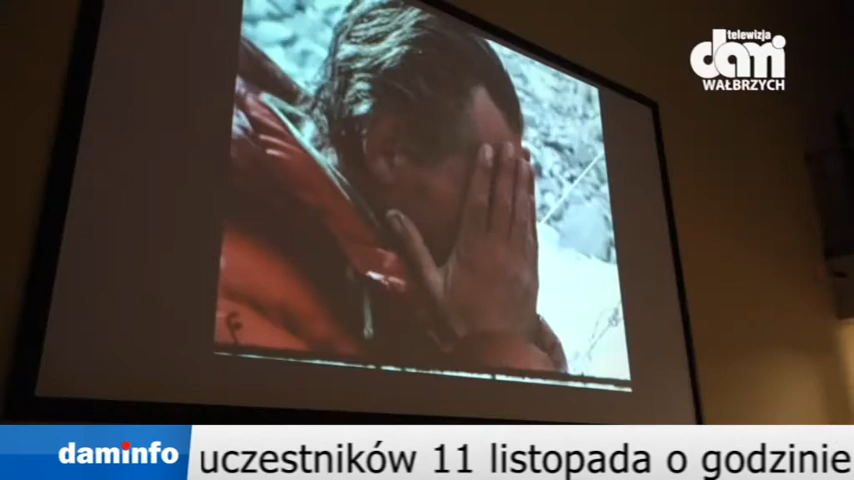 telewizja
dami
WAŁBRZYCH
daminfo
uczestników 11 listopada o godzinie